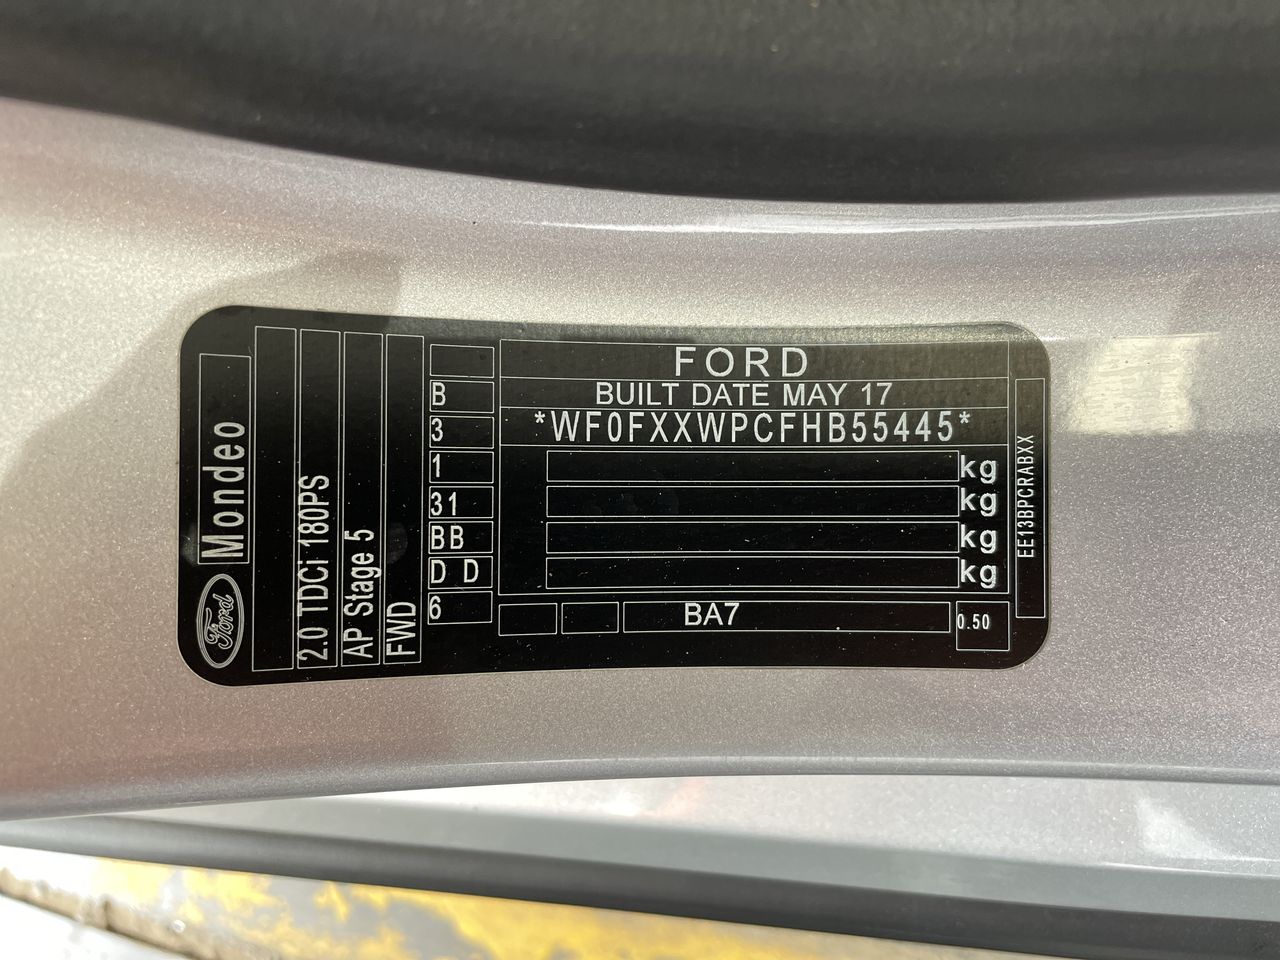 FORD
BUILT DATE MAY 17
*WF0FXXWPCFHB55445*
kg
kg
kg
kg
BA7
0.50
EE13BPCRABXX
B
3
1
31
BB
D D
6
Ford
Mondeo
2.0 TDCi 180PS
AP Stage 5
FWD